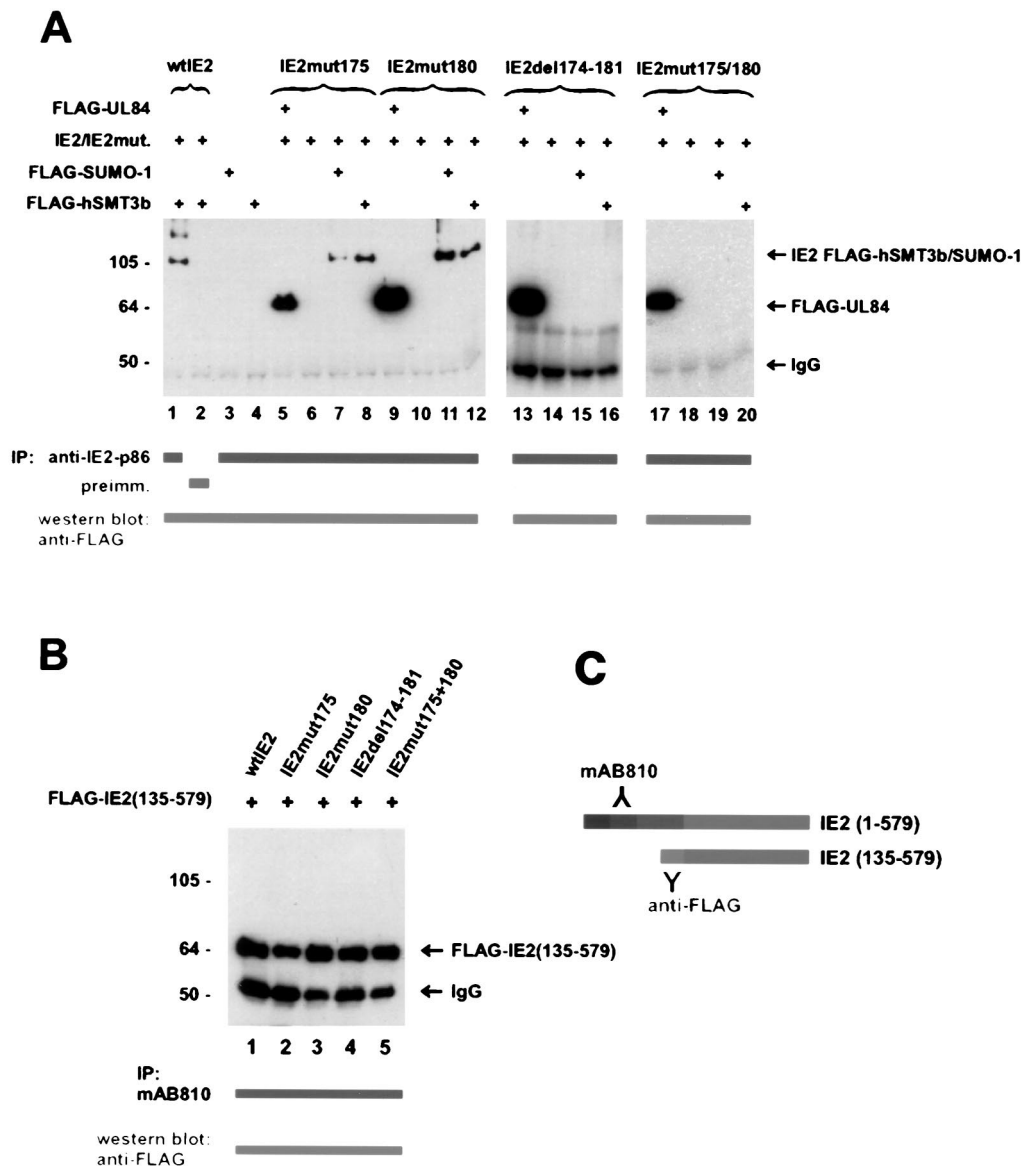 A
wtIE2 IE2mut175 IE2mut180 IE2del174-181 IE2mut175/180
FLAG-UL84 + + + +
IE2/IE2mut. + + + + + + + + + + + + + + + + + +
FLAG-SUMO-1 + + + + +
FLAG-hSMT3b + + + + + + +
105 - ← IE2 FLAG-hSMT3b/SUMO-1
64 - ← FLAG-UL84
50 - ← IgG
1 2 3 4 5 6 7 8 9 10 11 12 13 14 15 16 17 18 19 20
IP: anti-IE2-p86
preimm.
western blot:
anti-FLAG
B
wtIE2 IE2mut175 IE2mut180 IE2del174-181 IE2mut175+180
FLAG-IE2(135-579) + + + + +
105 -
64 - ← FLAG-IE2(135-579)
50 - ← IgG
1 2 3 4 5
IP:
mAB810
western blot:
anti-FLAG
C
mAB810
IE2 (1-579)
IE2 (135-579)
anti-FLAG